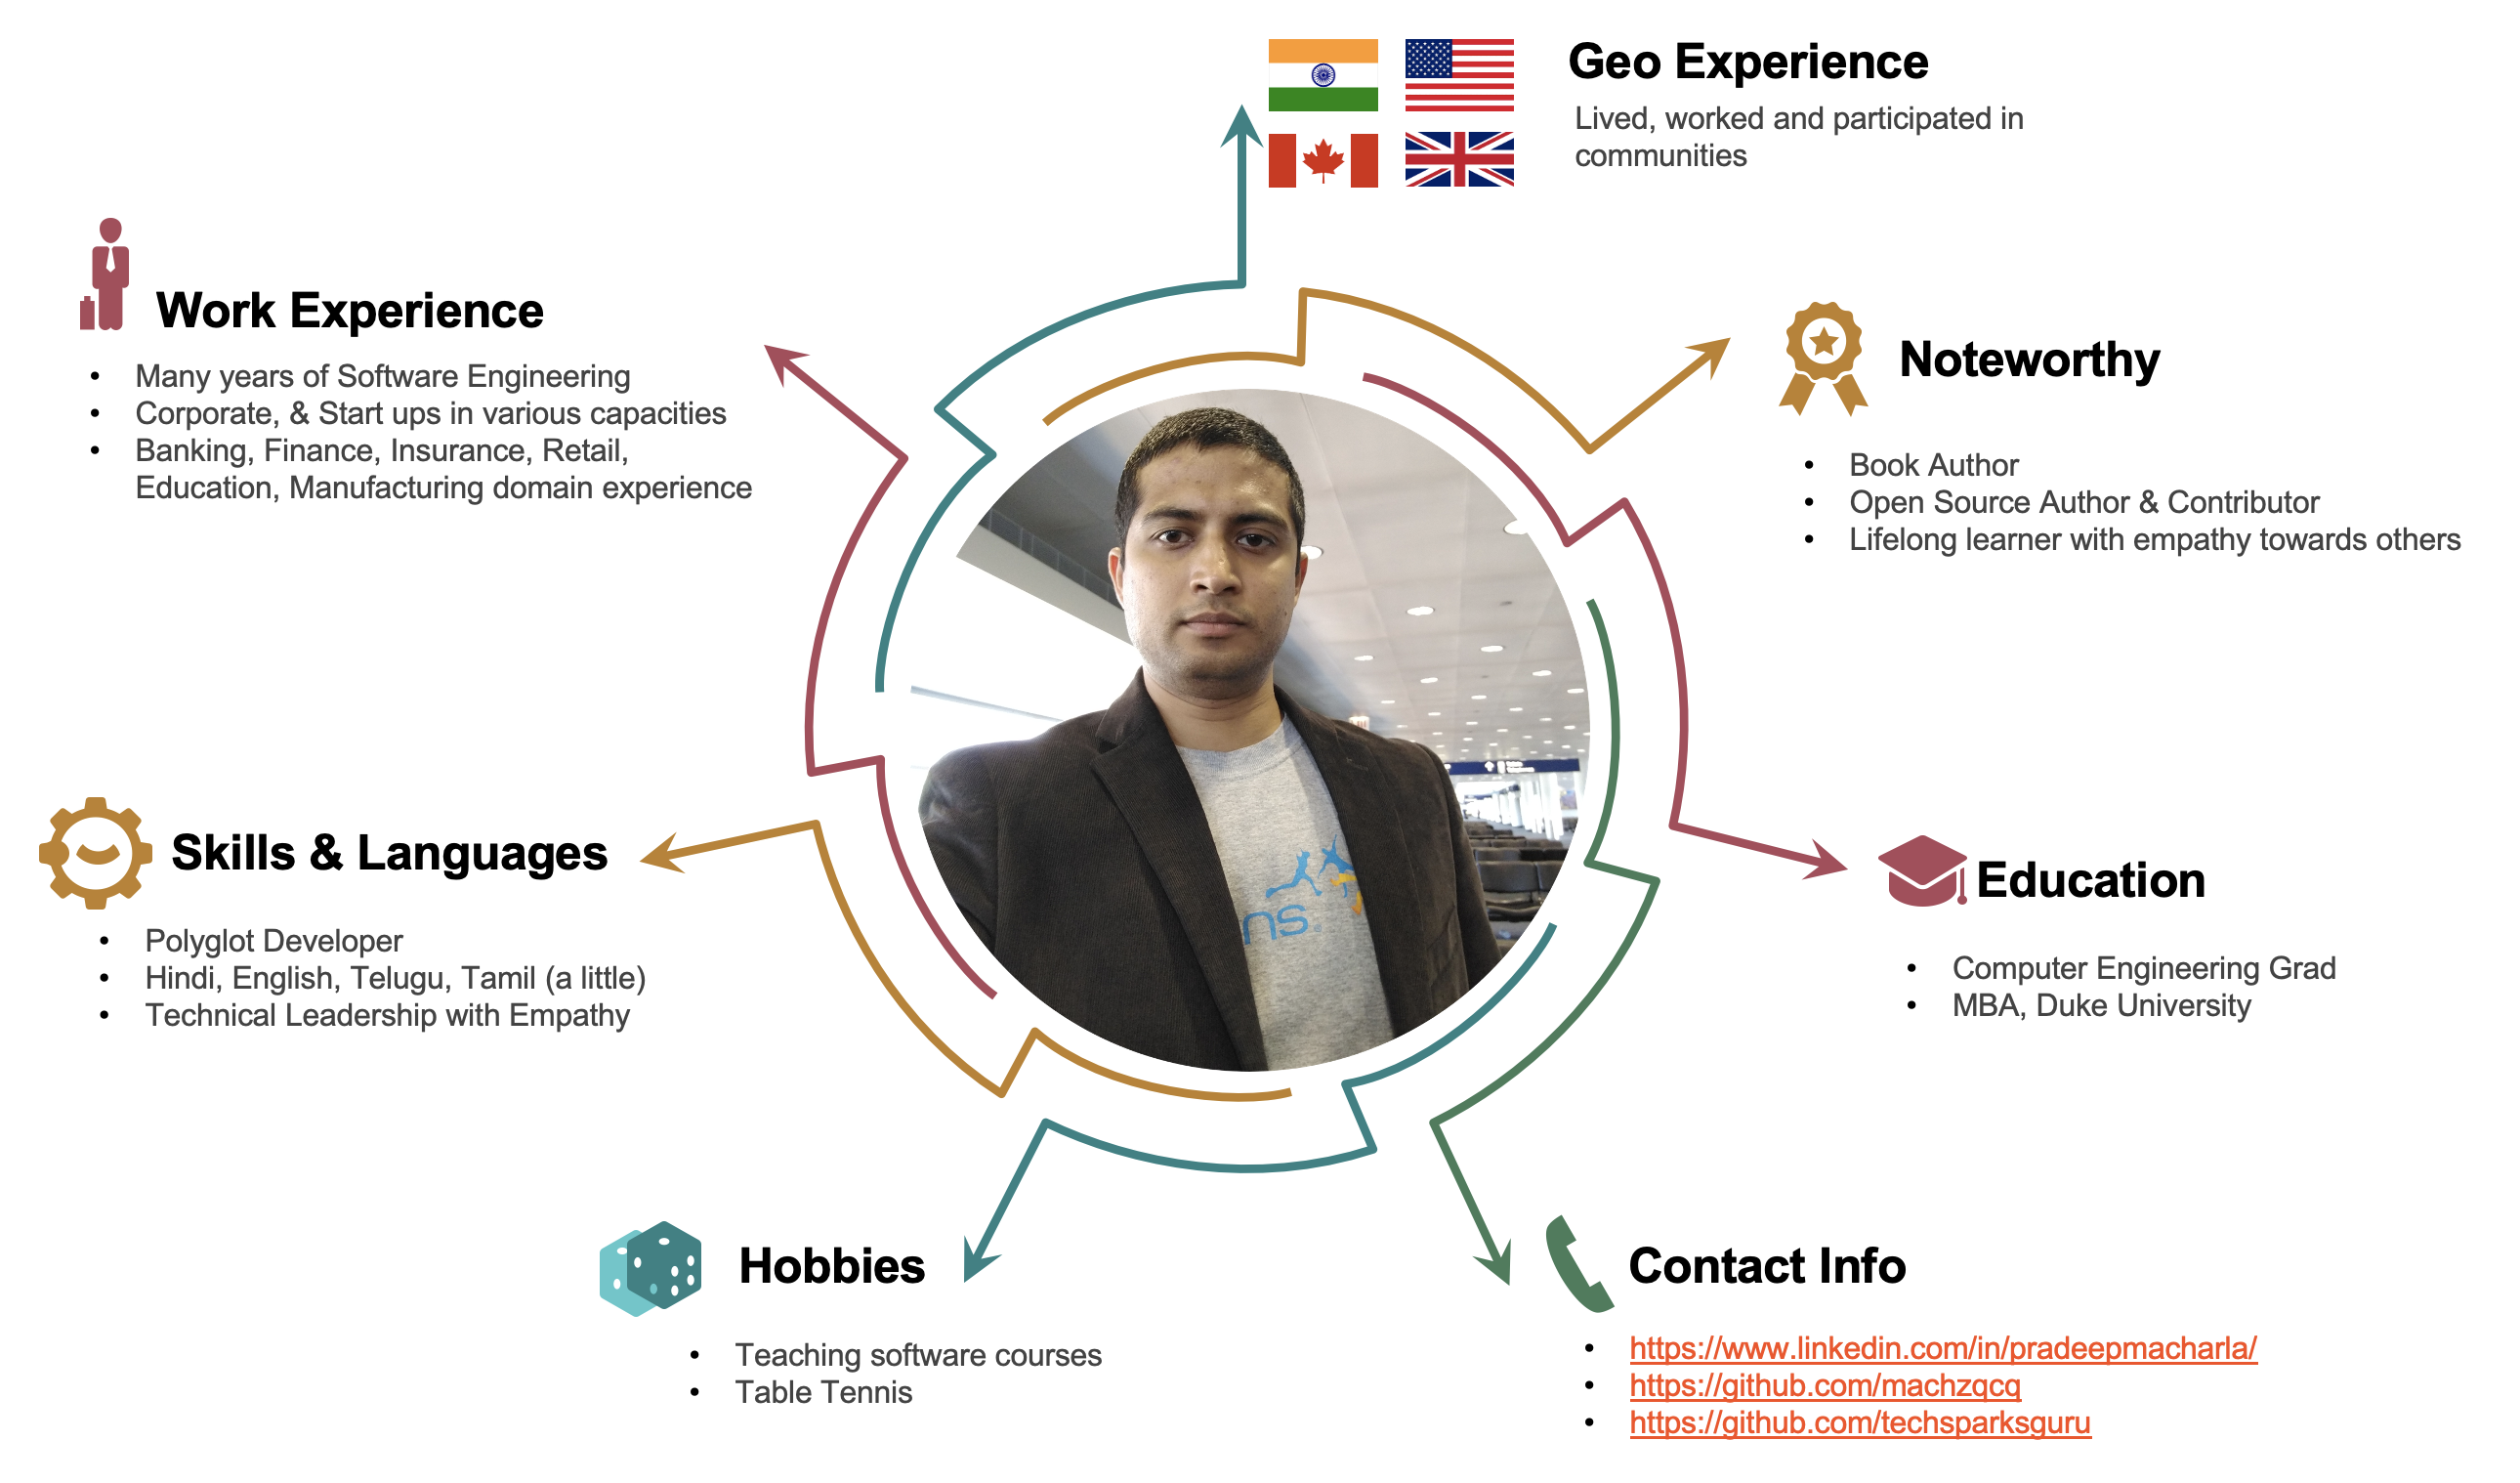 Geo Experience
Lived, worked and participated in
communities
Work Experience
• Many years of Software Engineering
• Corporate, & Start ups in various capacities
• Banking, Finance, Insurance, Retail,
Education, Manufacturing domain experience
Noteworthy
• Book Author
• Open Source Author & Contributor
• Lifelong learner with empathy towards others
Skills & Languages
• Polyglot Developer
• Hindi, English, Telugu, Tamil (a little)
• Technical Leadership with Empathy
Education
• Computer Engineering Grad
• MBA, Duke University
ns
Hobbies
• Teaching software courses
• Table Tennis
Contact Info
• https://www.linkedin.com/in/pradeepmacharla/
• https://github.com/machzqcq
• https://github.com/techsparksguru